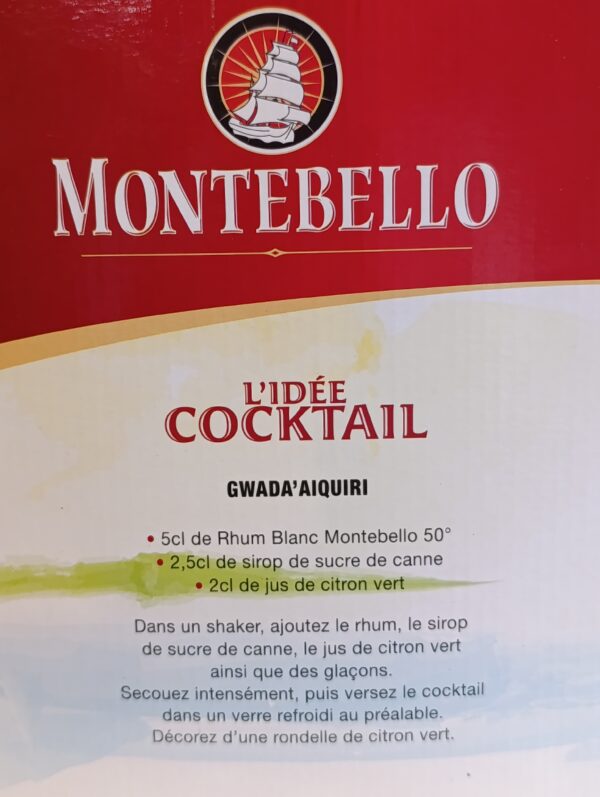 MONTEBELLO
L'IDÉE
COCKTAIL
GWADA'AIQUIRI
• 5cl de Rhum Blanc Montebello 50°
• 2,5cl de sirop de sucre de canne
• 2cl de jus de citron vert
Dans un shaker, ajoutez le rhum, le sirop
de sucre de canne, le jus de citron vert
ainsi que des glaçons.
Secouez intensément, puis versez le cocktail
dans un verre refroidi au préalable.
Décorez d'une rondelle de citron vert.